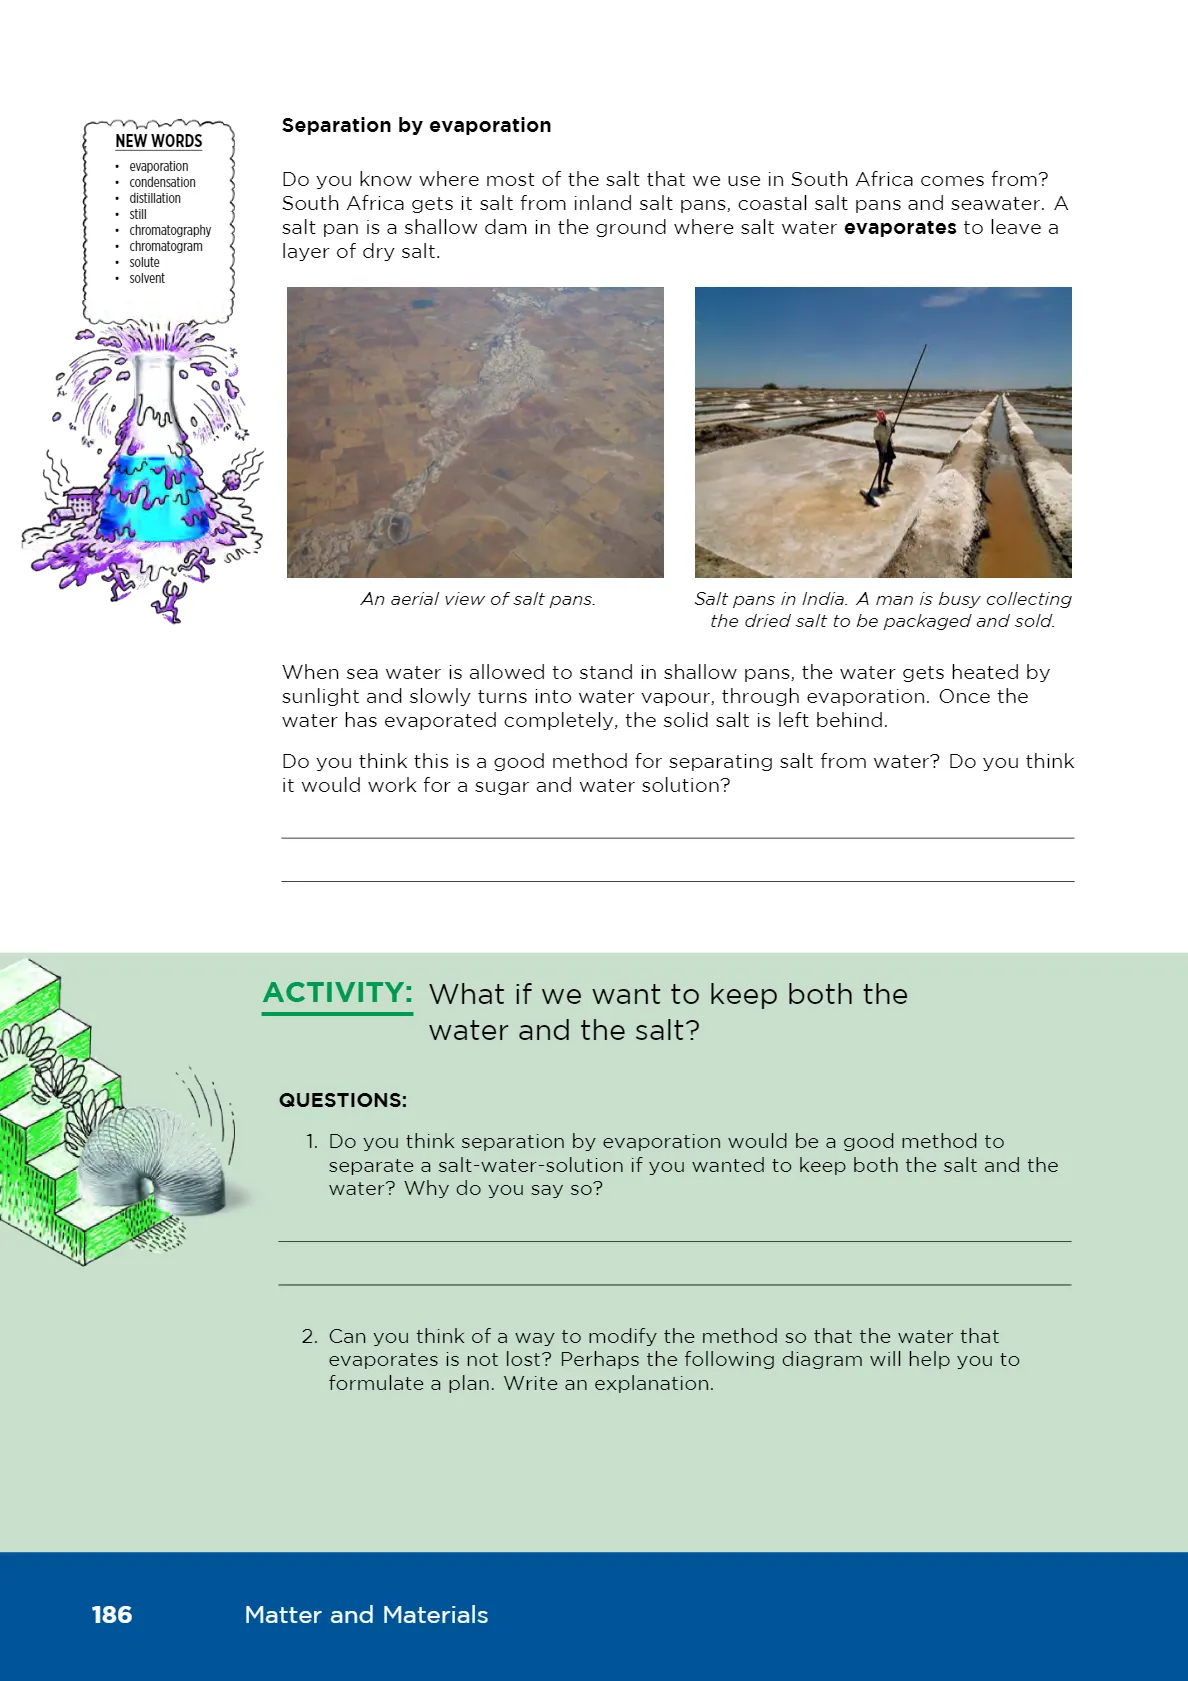 NEW WORDS
• evaporation
• condensation
• distillation
• still
• chromatography
• chromatogram
• solute
• solvent
Separation by evaporation
Do you know where most of the salt that we use in South Africa comes from?
South Africa gets it salt from inland salt pans, coastal salt pans and seawater. A
salt pan is a shallow dam in the ground where salt water evaporates to leave a
layer of dry salt.
An aerial view of salt pans.
Salt pans in India. A man is busy collecting
the dried salt to be packaged and sold.
When sea water is allowed to stand in shallow pans, the water gets heated by
sunlight and slowly turns into water vapour, through evaporation. Once the
water has evaporated completely, the solid salt is left behind.
Do you think this is a good method for separating salt from water? Do you think
it would work for a sugar and water solution?
ACTIVITY: What if we want to keep both the
water and the salt?
QUESTIONS:
1. Do you think separation by evaporation would be a good method to
separate a salt-water-solution if you wanted to keep both the salt and the
water? Why do you say so?
2. Can you think of a way to modify the method so that the water that
evaporates is not lost? Perhaps the following diagram will help you to
formulate a plan. Write an explanation.
186 Matter and Materials